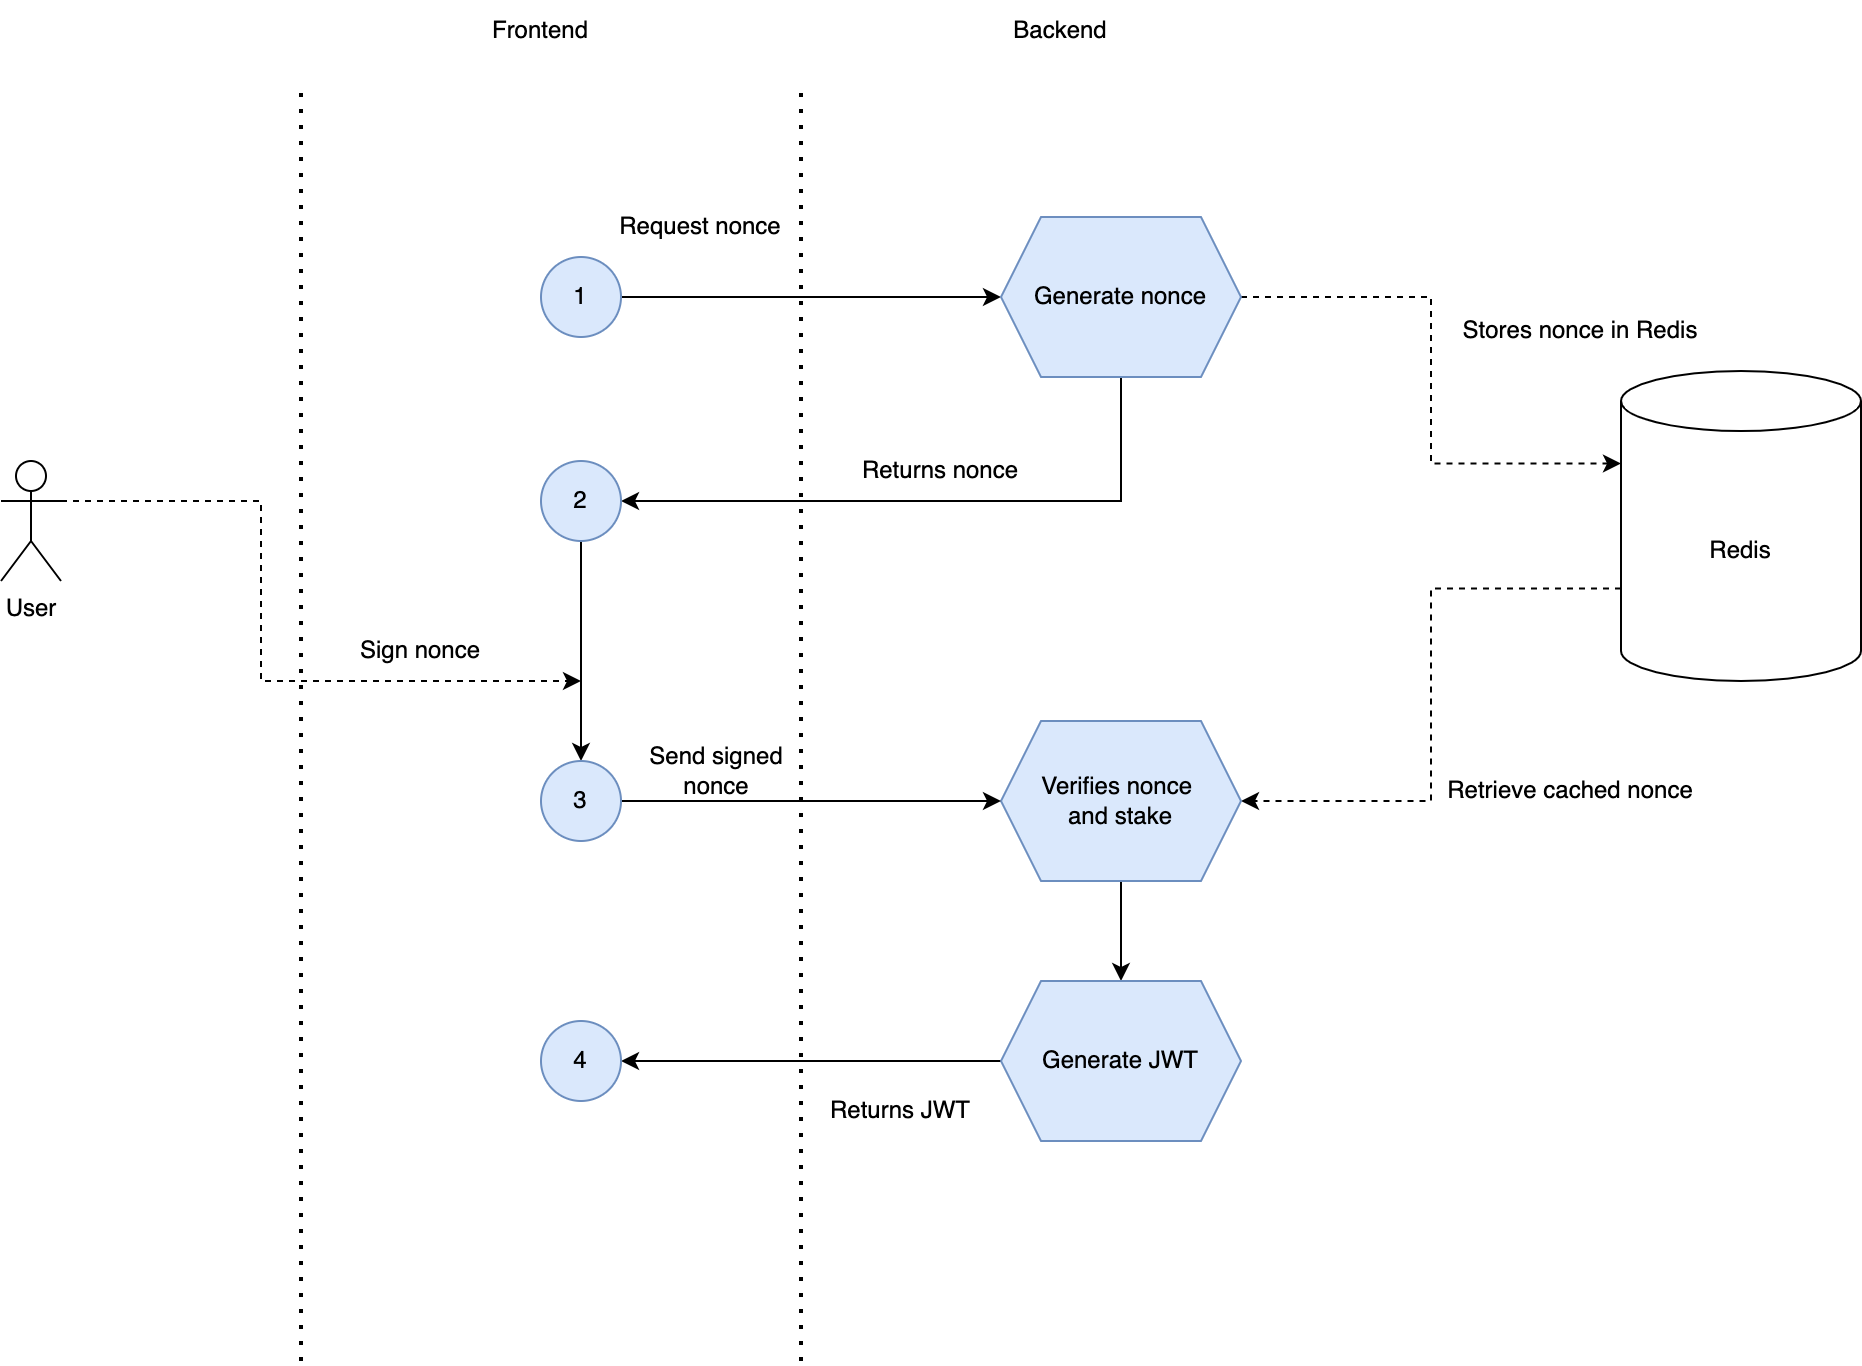 Frontend
Backend
Request nonce
1
Generate nonce
Stores nonce in Redis
Returns nonce
2
Redis
User
Sign nonce
Send signed
nonce
3
Verifies nonce
and stake
Retrieve cached nonce
4
Generate JWT
Returns JWT